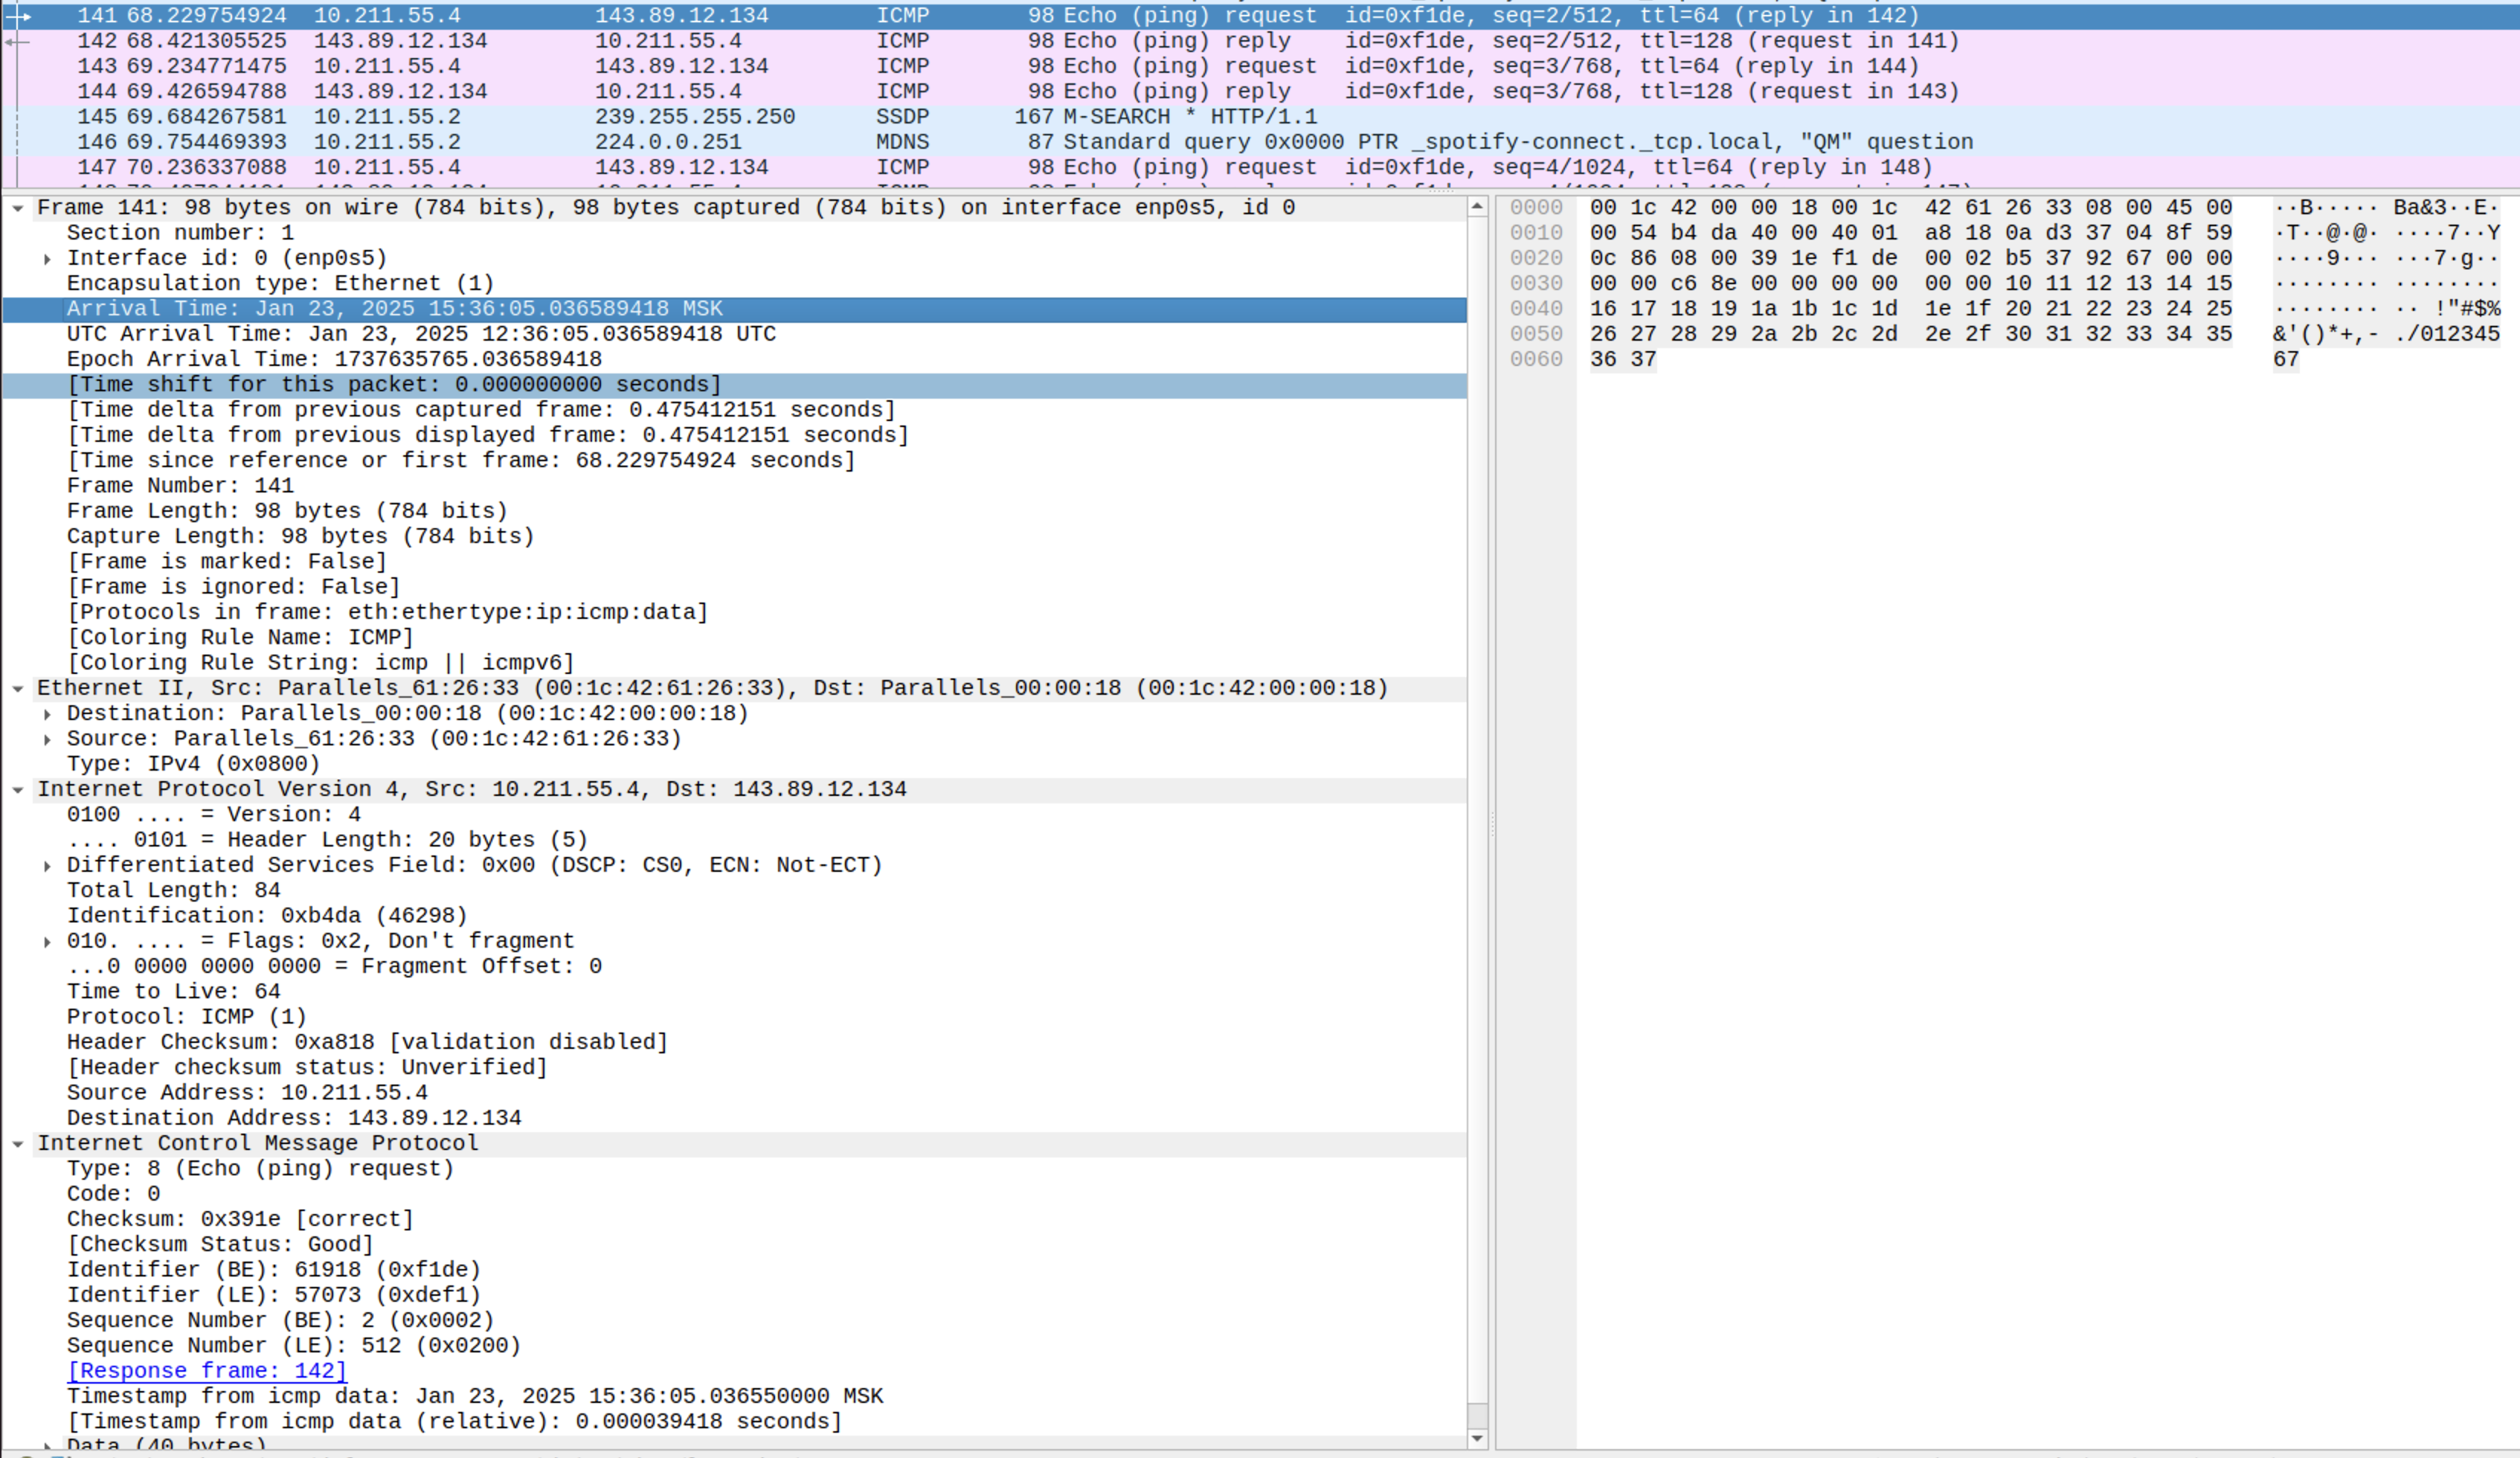 141 68.229754924 10.211.55.4 143.89.12.134 ICMP 98 Echo (ping) request id=0xf1de, seq=2/512, ttl=64 (reply in 142)
142 68.421305525 143.89.12.134 10.211.55.4 ICMP 98 Echo (ping) reply id=0xf1de, seq=2/512, ttl=128 (request in 141)
143 69.234771475 10.211.55.4 143.89.12.134 ICMP 98 Echo (ping) request id=0xf1de, seq=3/768, ttl=64 (reply in 144)
144 69.426594788 143.89.12.134 10.211.55.4 ICMP 98 Echo (ping) reply id=0xf1de, seq=3/768, ttl=128 (request in 143)
145 69.684267581 10.211.55.2 239.255.255.250 SSDP 167 M-SEARCH * HTTP/1.1
146 69.754469393 10.211.55.2 224.0.0.251 MDNS 87 Standard query 0x0000 PTR _spotify-connect._tcp.local, "QM" question
147 70.236337088 10.211.55.4 143.89.12.134 ICMP 98 Echo (ping) request id=0xf1de, seq=4/1024, ttl=64 (reply in 148)
Frame 141: 98 bytes on wire (784 bits), 98 bytes captured (784 bits) on interface enp0s5, id 0
Section number: 1
Interface id: 0 (enp0s5)
Encapsulation type: Ethernet (1)
Arrival Time: Jan 23, 2025 15:36:05.036589418 MSK
UTC Arrival Time: Jan 23, 2025 12:36:05.036589418 UTC
Epoch Arrival Time: 1737635765.036589418
[Time shift for this packet: 0.000000000 seconds]
[Time delta from previous captured frame: 0.475412151 seconds]
[Time delta from previous displayed frame: 0.475412151 seconds]
[Time since reference or first frame: 68.229754924 seconds]
Frame Number: 141
Frame Length: 98 bytes (784 bits)
Capture Length: 98 bytes (784 bits)
[Frame is marked: False]
[Frame is ignored: False]
[Protocols in frame: eth:ethertype:ip:icmp:data]
[Coloring Rule Name: ICMP]
[Coloring Rule String: icmp || icmpv6]
Ethernet II, Src: Parallels_61:26:33 (00:1c:42:61:26:33), Dst: Parallels_00:00:18 (00:1c:42:00:00:18)
Destination: Parallels_00:00:18 (00:1c:42:00:00:18)
Source: Parallels_61:26:33 (00:1c:42:61:26:33)
Type: IPv4 (0x0800)
Internet Protocol Version 4, Src: 10.211.55.4, Dst: 143.89.12.134
0100 .... = Version: 4
.... 0101 = Header Length: 20 bytes (5)
Differentiated Services Field: 0x00 (DSCP: CS0, ECN: Not-ECT)
Total Length: 84
Identification: 0xb4da (46298)
010. .... = Flags: 0x2, Don't fragment
...0 0000 0000 0000 = Fragment Offset: 0
Time to Live: 64
Protocol: ICMP (1)
Header Checksum: 0xa818 [validation disabled]
[Header checksum status: Unverified]
Source Address: 10.211.55.4
Destination Address: 143.89.12.134
Internet Control Message Protocol
Type: 8 (Echo (ping) request)
Code: 0
Checksum: 0x391e [correct]
[Checksum Status: Good]
Identifier (BE): 61918 (0xf1de)
Identifier (LE): 57073 (0xdef1)
Sequence Number (BE): 2 (0x0002)
Sequence Number (LE): 512 (0x0200)
[Response frame: 142]
Timestamp from icmp data: Jan 23, 2025 15:36:05.036550000 MSK
[Timestamp from icmp data (relative): 0.000039418 seconds]
Data (40 bytes)
0000 00 1c 42 00 00 18 00 1c 42 61 26 33 08 00 45 00 ··B····· Ba&3··E·
0010 00 54 b4 da 40 00 40 01 a8 18 0a d3 37 04 8f 59 ·T··@·@· ····7··Y
0020 0c 86 08 00 39 1e f1 de 00 02 b5 37 92 67 00 00 ····9··· ···7·g··
0030 00 00 c6 8e 00 00 00 00 00 00 10 11 12 13 14 15 ········ ········
0040 16 17 18 19 1a 1b 1c 1d 1e 1f 20 21 22 23 24 25 ········ ·· !"#$%
0050 26 27 28 29 2a 2b 2c 2d 2e 2f 30 31 32 33 34 35 &'()*+,- ./012345
0060 36 37 67